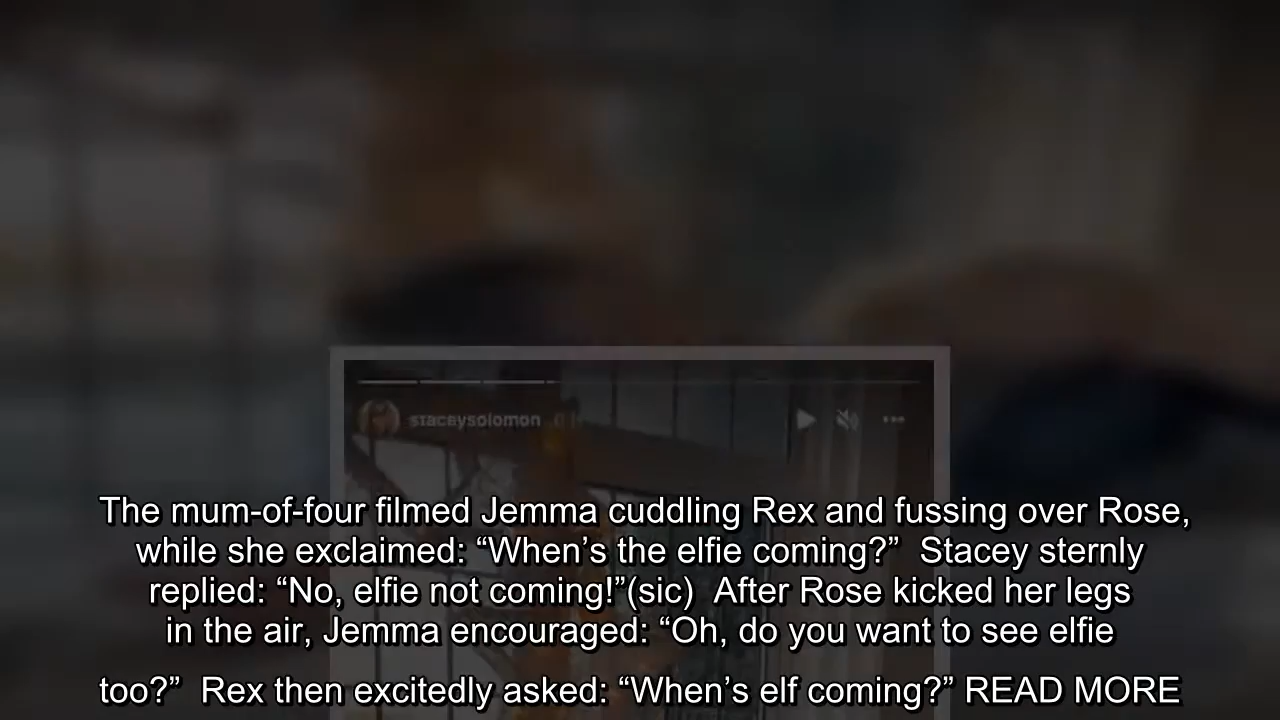 staceysolomon
The mum-of-four filmed Jemma cuddling Rex and fussing over Rose,
while she exclaimed: “When’s the elfie coming?”  Stacey sternly
replied: “No, elfie not coming!”(sic)  After Rose kicked her legs
in the air, Jemma encouraged: “Oh, do you want to see elfie
too?”  Rex then excitedly asked: “When’s elf coming?” READ MORE